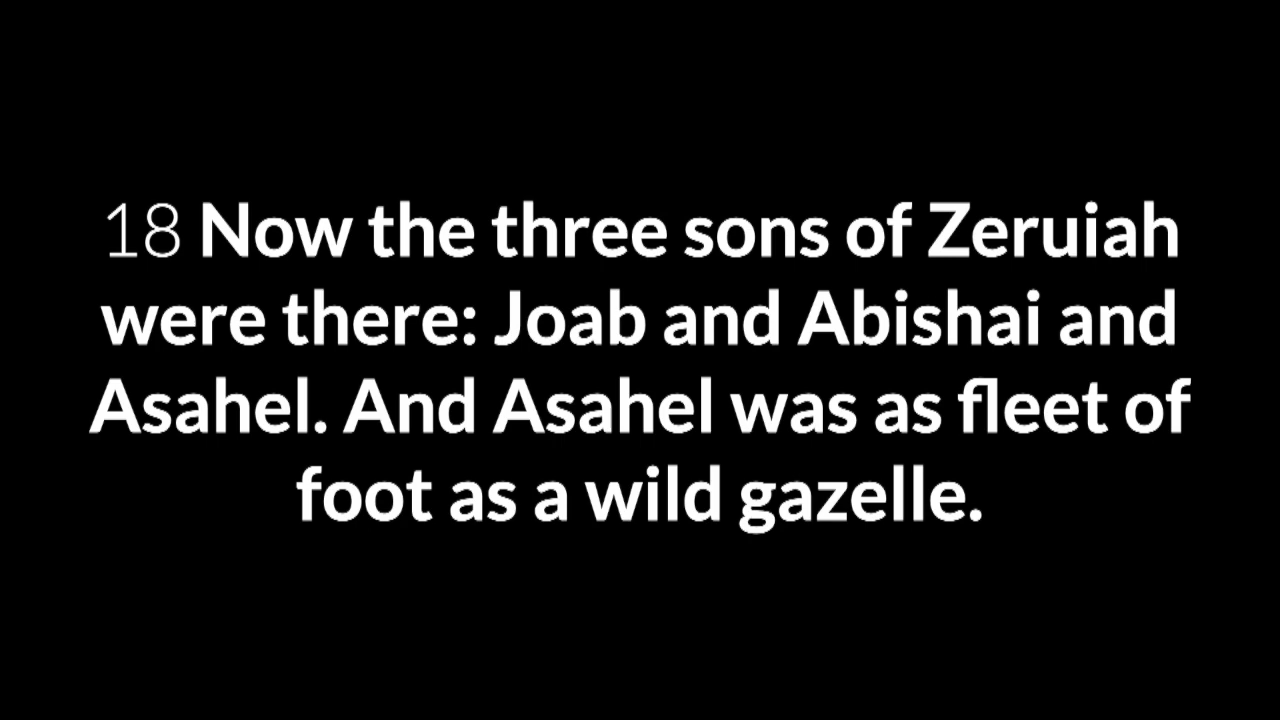 18 Now the three sons of Zeruiah
were there: Joab and Abishai and
Asahel. And Asahel was as fleet of
foot as a wild gazelle.